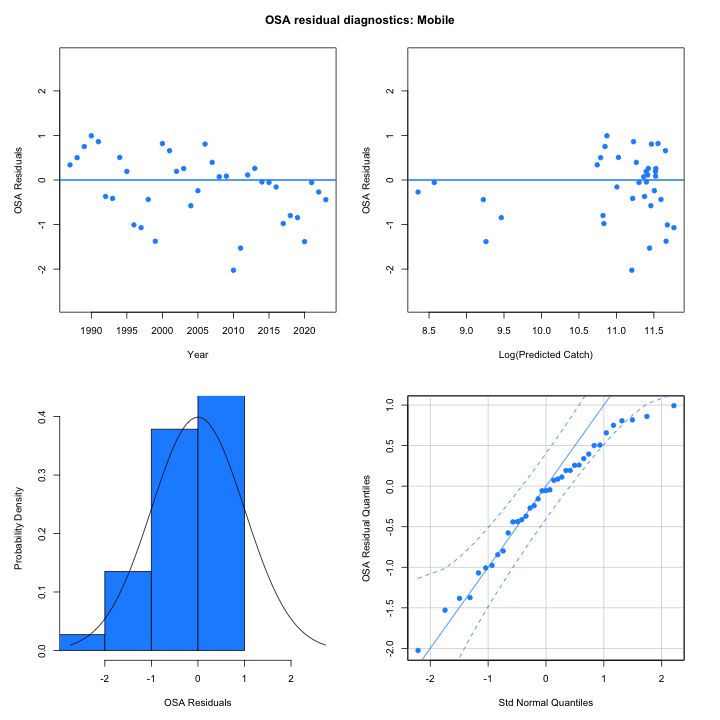 OSA residual diagnostics: Mobile
OSA Residuals
2
1
0
-1
-2
1990 1995 2000 2005 2010 2015 2020
Year
OSA Residuals
2
1
0
-1
-2
8.5 9.0 9.5 10.0 10.5 11.0 11.5
Log(Predicted Catch)
Probability Density
0.4
0.3
0.2
0.1
0.0
-2 -1 0 1 2
OSA Residuals
OSA Residual Quantiles
1.0
0.5
0.0
-0.5
-1.0
-1.5
-2.0
-2 -1 0 1 2
Std Normal Quantiles